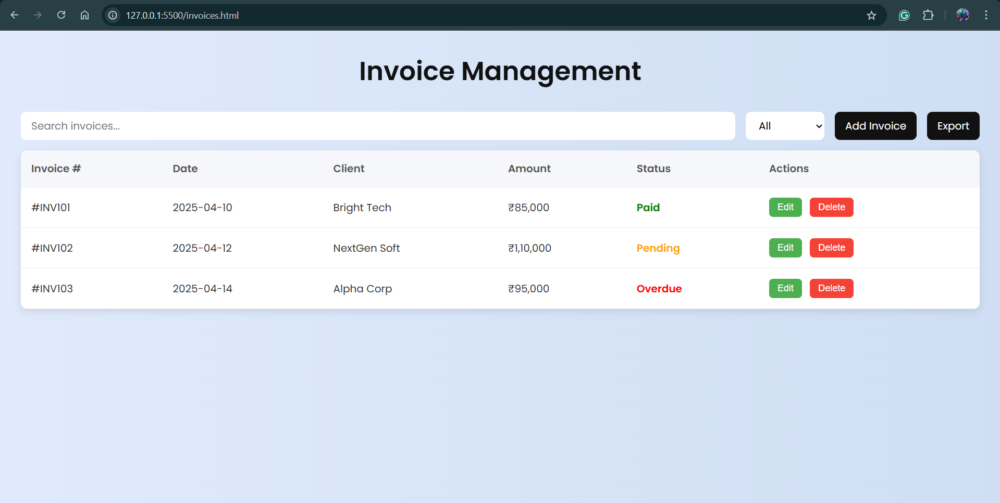 127.0.0.1:5500/invoices.html
Invoice Management
Search invoices... All Add Invoice Export
Invoice # Date Client Amount Status Actions
#INV101 2025-04-10 Bright Tech ₹85,000 Paid Edit Delete
#INV102 2025-04-12 NextGen Soft ₹1,10,000 Pending Edit Delete
#INV103 2025-04-14 Alpha Corp ₹95,000 Overdue Edit Delete